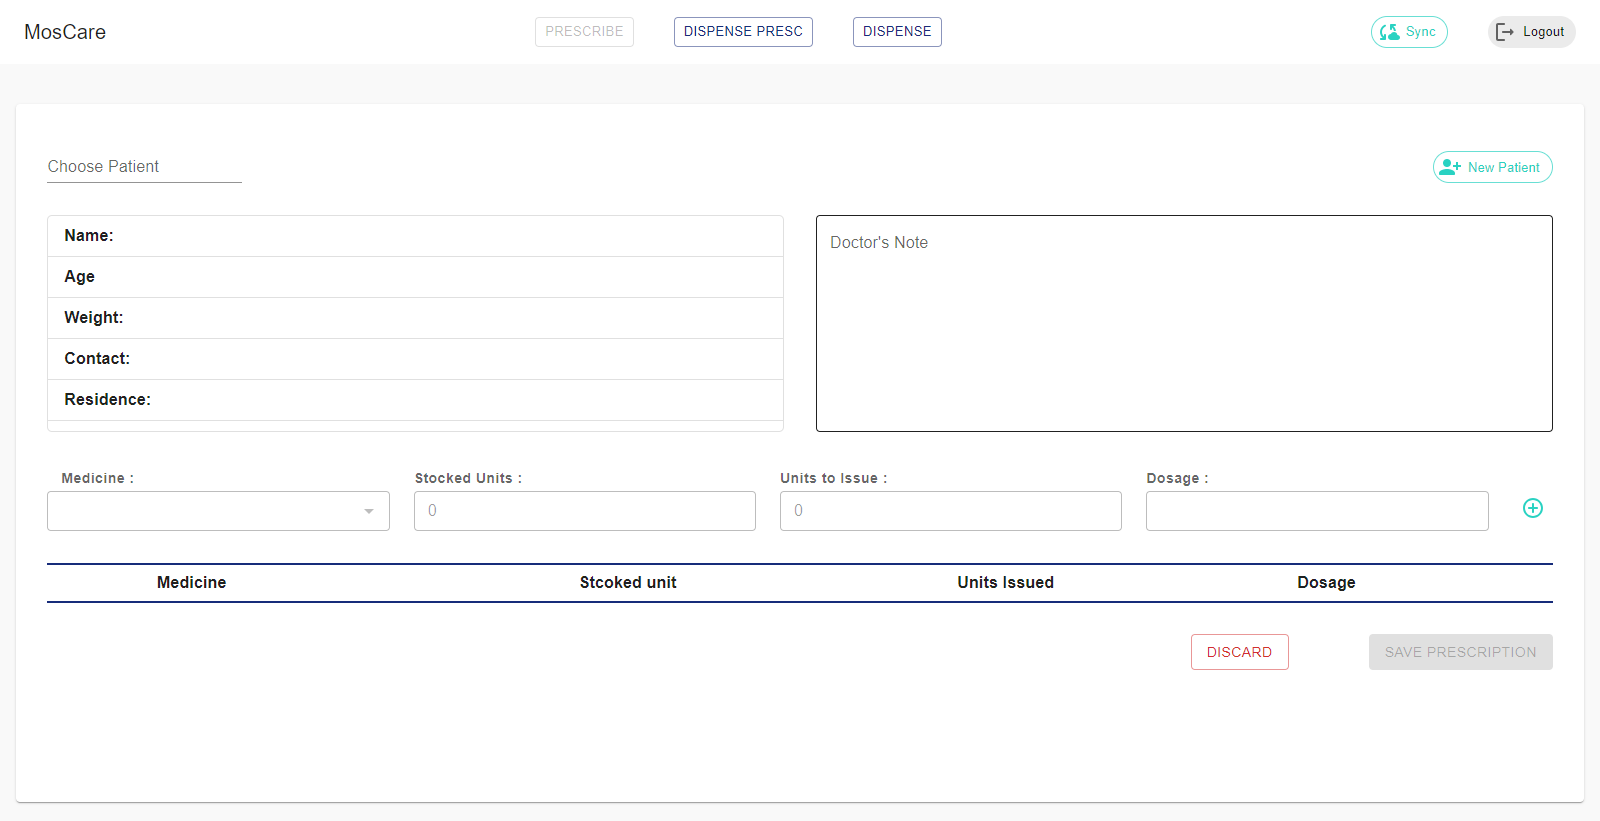 MosCare PRESCRIBE DISPENSE PRESC DISPENSE Sync Logout
Choose Patient New Patient
Name:
Age
Weight:
Contact:
Residence:
Doctor's Note
Medicine : Stocked Units : Units to Issue : Dosage :
0 0
Medicine Stcoked unit Units Issued Dosage
DISCARD SAVE PRESCRIPTION